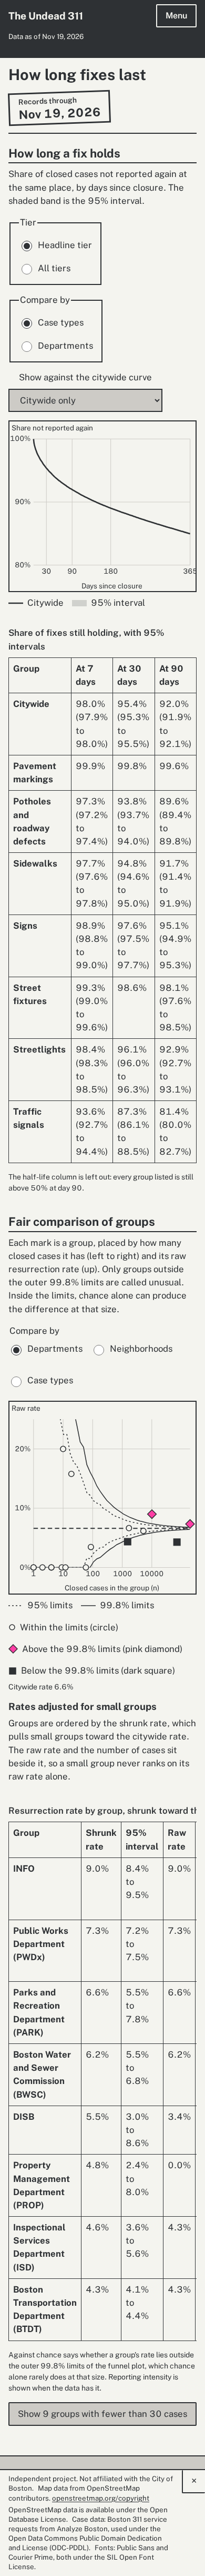 The Undead 311
Menu
Data as of Nov 19, 2026
How long fixes last
Records through
Nov 19, 2026
How long a fix holds
Share of closed cases not reported again at
the same place, by days since closure. The
shaded band is the 95% interval.
Tier
Headline tier
All tiers
Compare by
Case types
Departments
Show against the citywide curve
Citywide only
Share not reported again
100%
90%
80%
30 90 180 365
Days since closure
Citywide 95% interval
Share of fixes still holding, with 95%
intervals
Group At 7 days At 30 days At 90 days
Citywide 98.0% (97.9% to 98.0%) 95.4% (95.3% to 95.5%) 92.0% (91.9% to 92.1%)
Pavement markings 99.9% 99.8% 99.6%
Potholes and roadway defects 97.3% (97.2% to 97.4%) 93.8% (93.7% to 94.0%) 89.6% (89.4% to 89.8%)
Sidewalks 97.7% (97.6% to 97.8%) 94.8% (94.6% to 95.0%) 91.7% (91.4% to 91.9%)
Signs 98.9% (98.8% to 99.0%) 97.6% (97.5% to 97.7%) 95.1% (94.9% to 95.3%)
Street fixtures 99.3% (99.0% to 99.6%) 98.6% 98.1% (97.6% to 98.5%)
Streetlights 98.4% (98.3% to 98.5%) 96.1% (96.0% to 96.3%) 92.9% (92.7% to 93.1%)
Traffic signals 93.6% (92.7% to 94.4%) 87.3% (86.1% to 88.5%) 81.4% (80.0% to 82.7%)
The half-life column is left out: every group listed is still
above 50% at day 90.
Fair comparison of groups
Each mark is a group, placed by how many
closed cases it has (left to right) and its raw
resurrection rate (up). Only groups outside
the outer 99.8% limits are called unusual.
Inside the limits, chance alone can produce
the difference at that size.
Compare by
Departments Neighborhoods
Case types
Raw rate
20%
10%
0%
1 10 100 1000 10000
Closed cases in the group (n)
95% limits 99.8% limits
Within the limits (circle)
Above the 99.8% limits (pink diamond)
Below the 99.8% limits (dark square)
Citywide rate 6.6%
Rates adjusted for small groups
Groups are ordered by the shrunk rate, which
pulls small groups toward the citywide rate.
The raw rate and the number of cases sit
beside it, so a small group never ranks on its
raw rate alone.
Resurrection rate by group, shrunk toward th
Group Shrunk rate 95% interval Raw rate
INFO 9.0% 8.4% to 9.5% 9.0%
Public Works Department (PWDx) 7.3% 7.2% to 7.5% 7.3%
Parks and Recreation Department (PARK) 6.6% 5.5% to 7.8% 6.6%
Boston Water and Sewer Commission (BWSC) 6.2% 5.5% to 6.8% 6.2%
DISB 5.5% 3.0% to 8.6% 3.4%
Property Management Department (PROP) 4.8% 2.4% to 8.0% 0.0%
Inspectional Services Department (ISD) 4.6% 3.6% to 5.6% 4.3%
Boston Transportation Department (BTDT) 4.3% 4.1% to 4.4% 4.3%
Against chance says whether a group's rate lies outside
the outer 99.8% limits of the funnel plot, which chance
alone rarely does at that size. Reporting intensity is
shown when the data has it.
Show 9 groups with fewer than 30 cases
Independent project. Not affiliated with the City of
Boston. Map data from OpenStreetMap
contributors. openstreetmap.org/copyright
×
OpenStreetMap data is available under the Open
Database License. Case data: Boston 311 service
requests from Analyze Boston, used under the
Open Data Commons Public Domain Dedication
and License (ODC-PDDL). Fonts: Public Sans and
Courier Prime, both under the SIL Open Font
License.